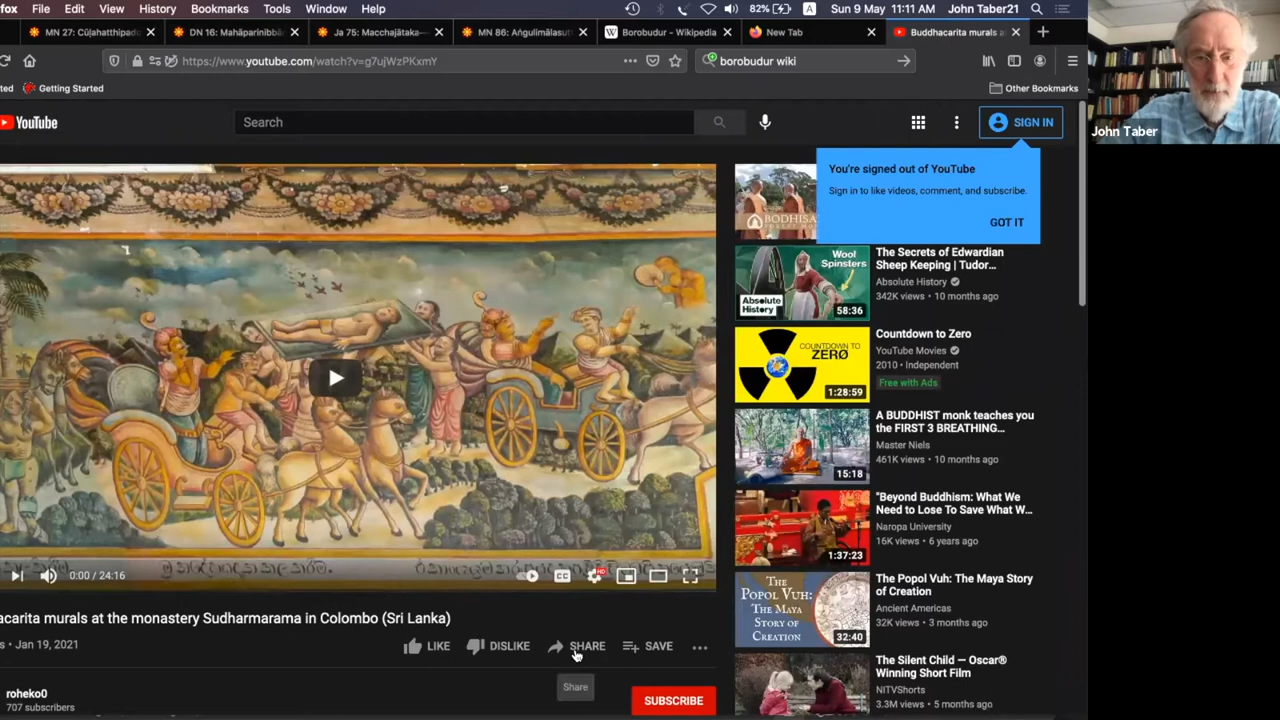 fox File Edit View History Bookmarks Tools Window Help 82% A Sun 9 May 11:11 AM John Taber21
MN 27: Cūḷahatthipado DN 16: Mahāparinibbā Ja 75: Macchajātaka— MN 86: Aṅgulimālasut Borobudur - Wikipedia New Tab Buddhacarita murals a
https://www.youtube.com/watch?v=g7ujWzPKxmY borobudur wiki
ted Getting Started Other Bookmarks
YouTube Search SIGN IN
John Taber
You're signed out of YouTube
Sign in to like videos, comment, and subscribe.
GOT IT
BODHISA
The Secrets of Edwardian
Sheep Keeping | Tudor...
Absolute History
342K views • 10 months ago
Wool
Spinsters
Absolute
History
58:36
Countdown to Zero
YouTube Movies
2010 • Independent
Free with Ads
COUNTDOWN TO
ZERO
1:28:59
A BUDDHIST monk teaches you
the FIRST 3 BREATHING...
Master Niels
461K views • 10 months ago
15:18
"Beyond Buddhism: What We
Need to Lose To Save What W...
Naropa University
16K views • 6 years ago
1:37:23
The Popol Vuh: The Maya Story
of Creation
Ancient Americas
32K views • 3 months ago
THE
POPOL VUH:
THE MAYA
STORY OF
CREATION
32:40
The Silent Child — Oscar®
Winning Short Film
NITVShorts
3.3M views • 5 months ago
0:00 / 24:16 HD
acarita murals at the monastery Sudharmarama in Colombo (Sri Lanka)
s • Jan 19, 2021 LIKE DISLIKE SHARE SAVE
Share
roheko0
707 subscribers
SUBSCRIBE